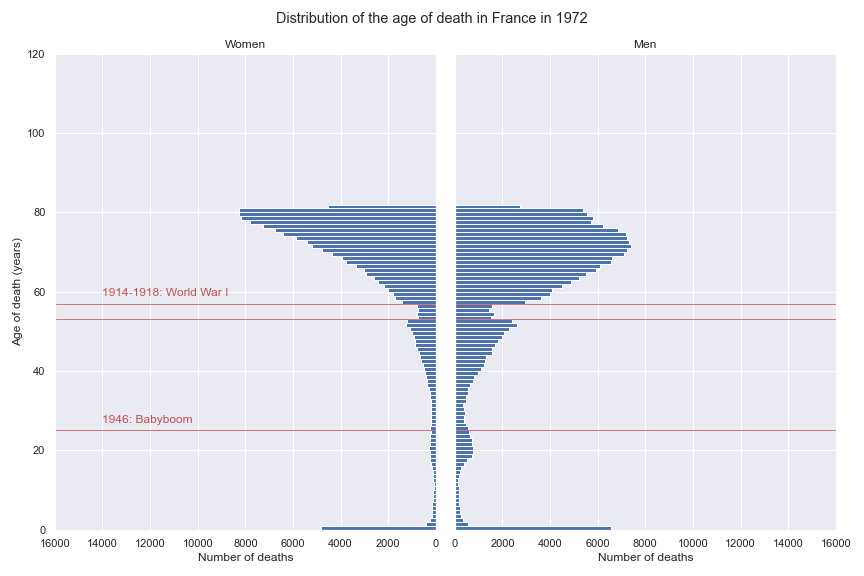 Distribution of the age of death in France in 1972
Women
Men
120
100
80
60
40
20
0
Age of death (years)
1914-1918: World War I
1946: Babyboom
16000 14000 12000 10000 8000 6000 4000 2000 0
0 2000 4000 6000 8000 10000 12000 14000 16000
Number of deaths
Number of deaths